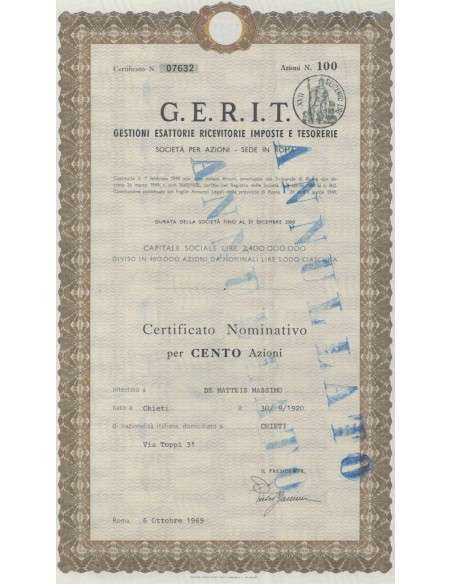 Certificato N. 07632
Azioni N. 100
G.E.R.I.T.
GESTIONI ESATTORIE RICEVITORIE IMPOSTE E TESORERIE
SOCIETÀ PER AZIONI - SEDE IN ROMA
DURATA DELLA SOCIETÀ FINO AL 31 DICEMBRE 2000
CAPITALE SOCIALE LIRE 2.400.000.000
DIVISO IN 480.000 AZIONI DA NOMINALI LIRE 5.000 CIASCUNA
Certificato Nominativo
per CENTO Azioni
intestato a DE MATTEIS MASSIMO
nato a Chieti il 30/9/1920
di nazionalità italiana, domiciliato a CHIETI
Via Toppi 31
IL PRESIDENTE
Roma, 6 Ottobre 1969
ANNULLATO
ANNULLATO